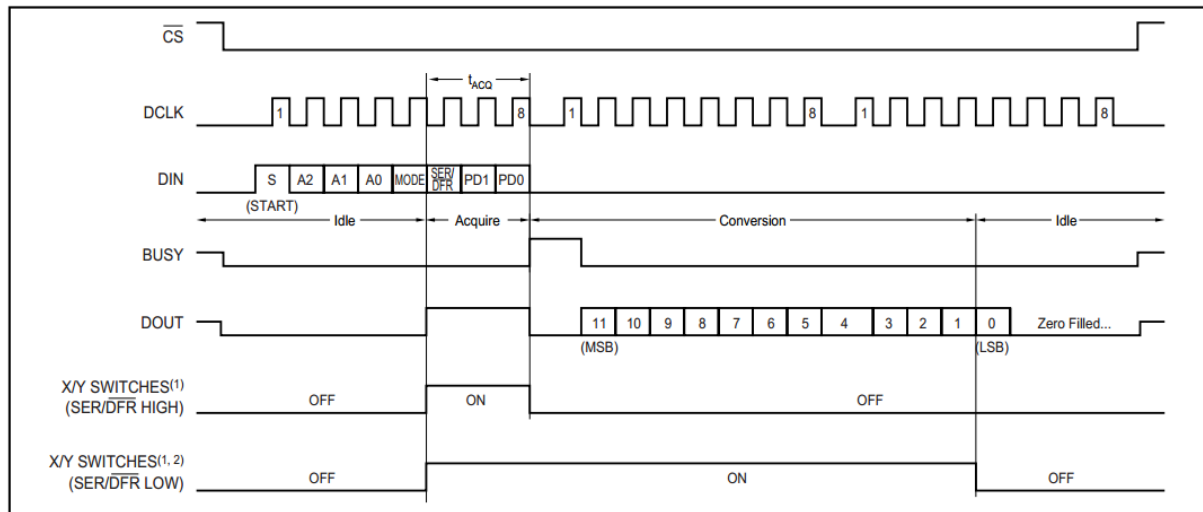 CS
tACQ
DCLK 1 8 1 8 1 8
DIN S A2 A1 A0 MODE SER/DFR PD1 PD0
(START)
Idle Acquire Conversion Idle
BUSY
DOUT 11 10 9 8 7 6 5 4 3 2 1 0 Zero Filled...
(MSB) (LSB)
X/Y SWITCHES(1)
(SER/DFR HIGH) OFF ON OFF
X/Y SWITCHES(1, 2)
(SER/DFR LOW) OFF ON OFF